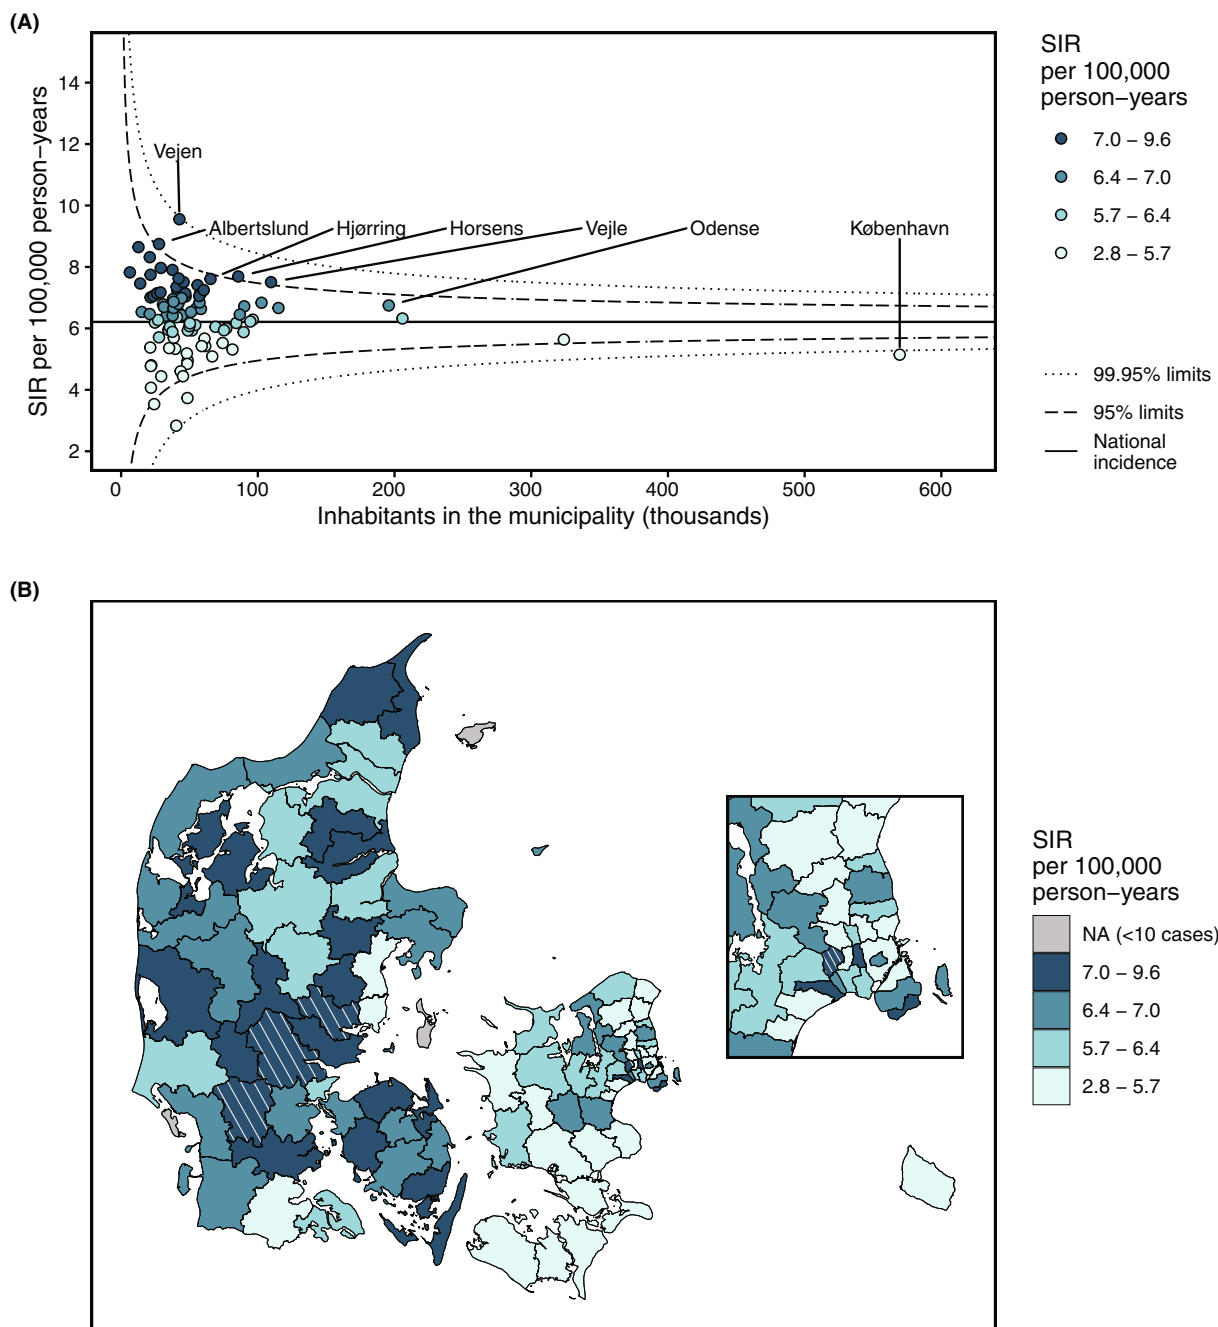 (A)
SIR per 100,000 person−years
14
12
10
8
6
4
2
Vejen
Albertslund
Hjørring
Horsens
Vejle
Odense
København
0
100
200
300
400
500
600
Inhabitants in the municipality (thousands)
SIR
per 100,000
person−years
7.0 − 9.6
6.4 − 7.0
5.7 − 6.4
2.8 − 5.7
99.95% limits
95% limits
National
incidence
(B)
SIR
per 100,000
person−years
NA (<10 cases)
7.0 − 9.6
6.4 − 7.0
5.7 − 6.4
2.8 − 5.7